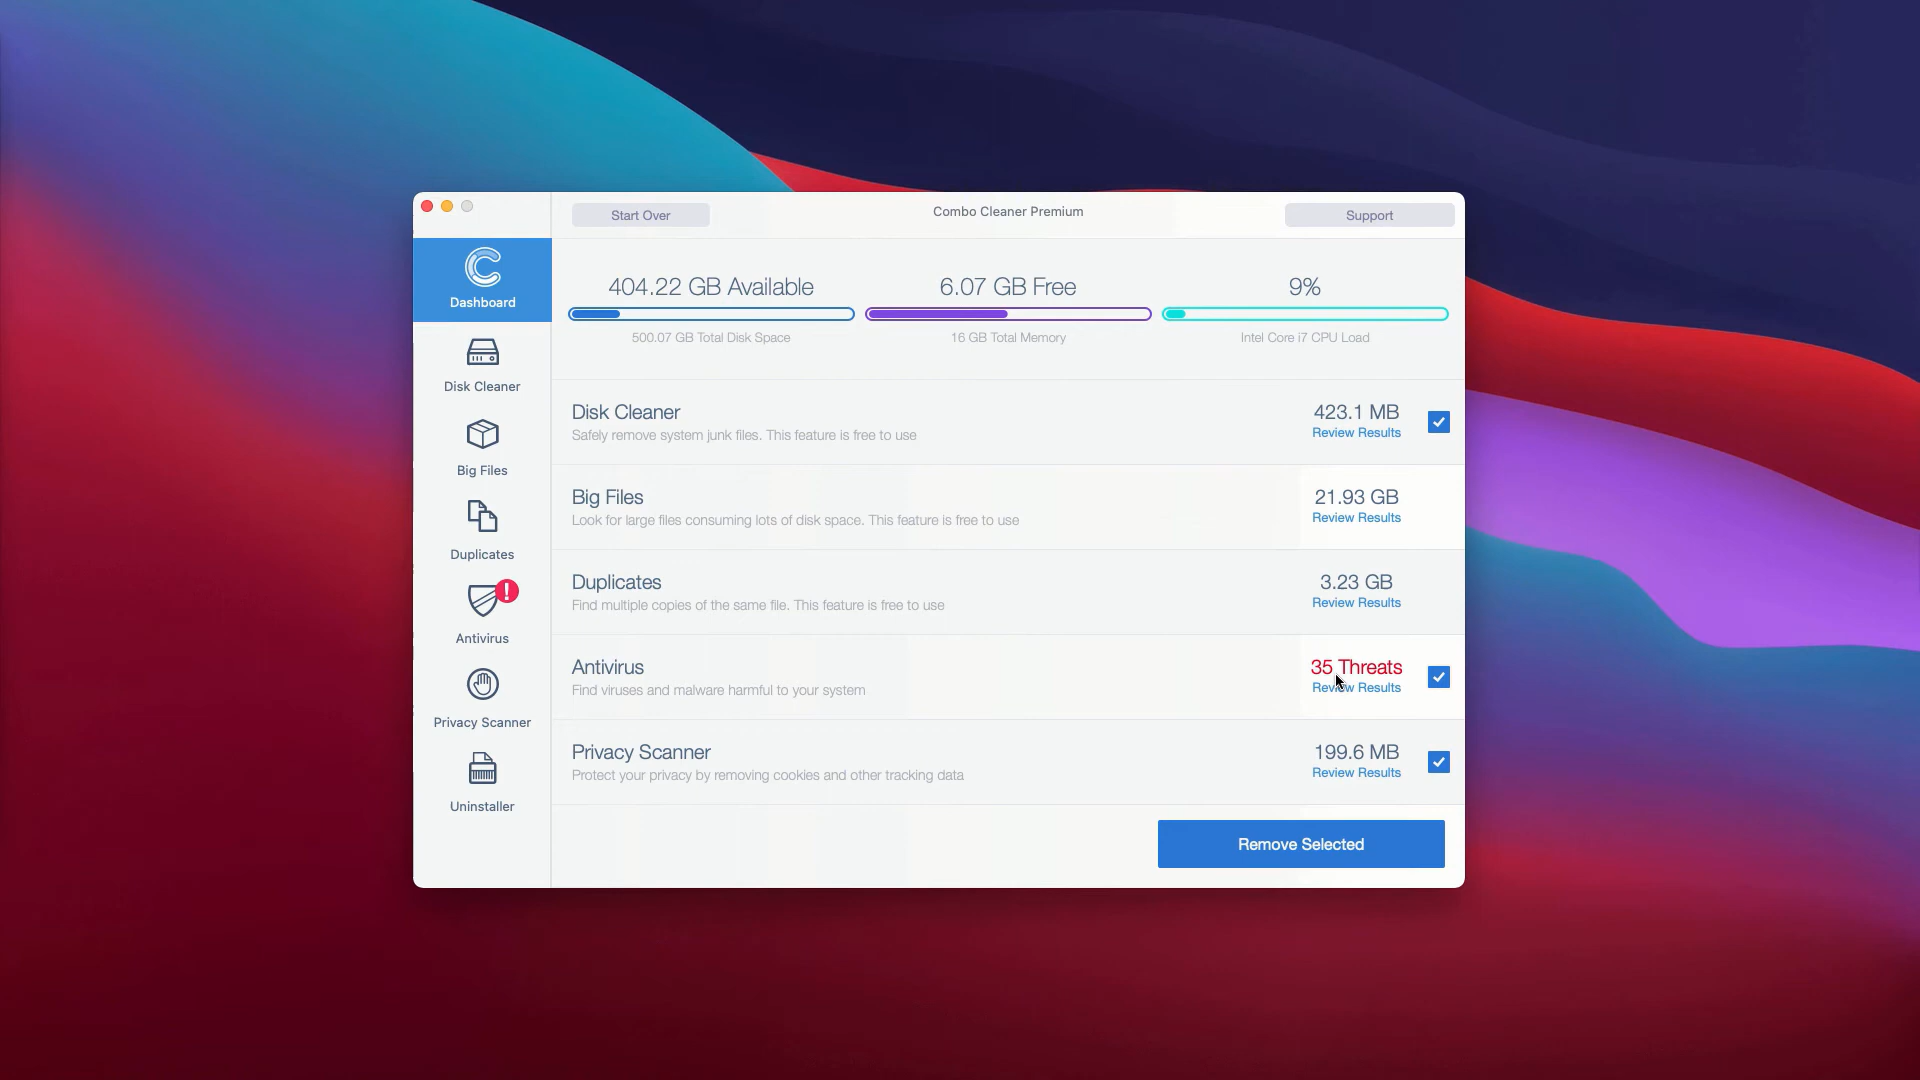 Start Over
Combo Cleaner Premium
Support
Dashboard
Disk Cleaner
Big Files
Duplicates
Antivirus
Privacy Scanner
Uninstaller
404.22 GB Available
500.07 GB Total Disk Space
6.07 GB Free
16 GB Total Memory
9%
Intel Core i7 CPU Load
Disk Cleaner
Safely remove system junk files. This feature is free to use
423.1 MB
Review Results
Big Files
Look for large files consuming lots of disk space. This feature is free to use
21.93 GB
Review Results
Duplicates
Find multiple copies of the same file. This feature is free to use
3.23 GB
Review Results
Antivirus
Find viruses and malware harmful to your system
35 Threats
Review Results
Privacy Scanner
Protect your privacy by removing cookies and other tracking data
199.6 MB
Review Results
Remove Selected